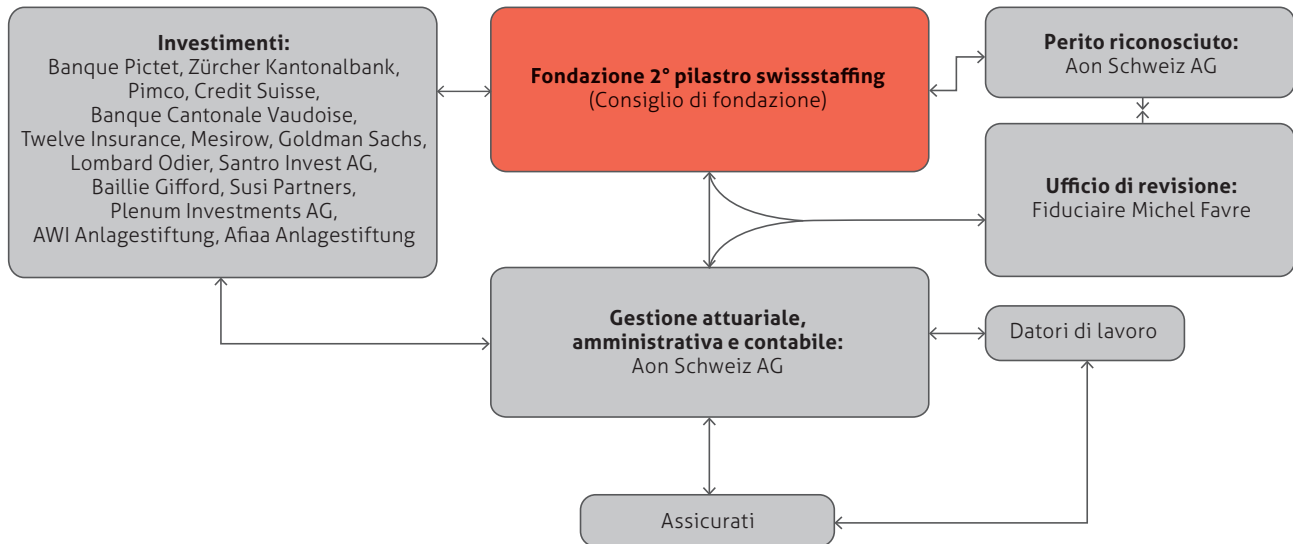 Investimenti:
Banque Pictet, Zürcher Kantonalbank,
Pimco, Credit Suisse,
Banque Cantonale Vaudoise,
Twelve Insurance, Mesirow, Goldman Sachs,
Lombard Odier, Santro Invest AG,
Baillie Gifford, Susi Partners,
Plenum Investments AG,
AWI Anlagestiftung, Afiaa Anlagestiftung
Fondazione 2° pilastro swissstaffing
(Consiglio di fondazione)
Perito riconosciuto:
Aon Schweiz AG
Ufficio di revisione:
Fiduciaire Michel Favre
Gestione attuariale,
amministrativa e contabile:
Aon Schweiz AG
Datori di lavoro
Assicurati